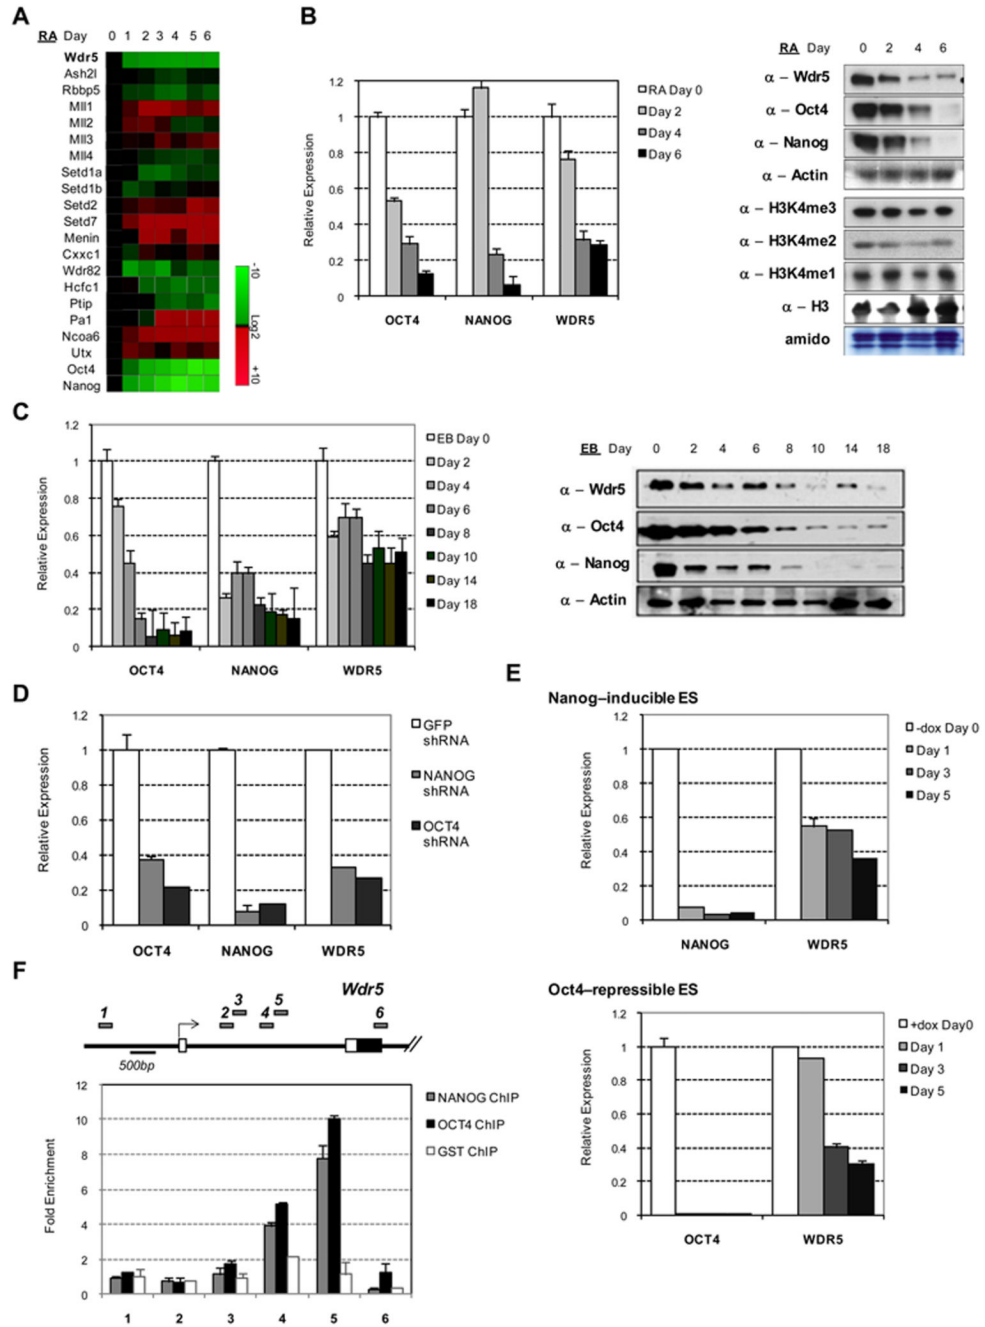 A
RA Day 0 1 2 3 4 5 6
Wdr5
Ash2l
Rbbp5
Mll1
Mll2
Mll3
Mll4
Setd1a
Setd1b
Setd2
Setd7
Menin
Cxxc1
Wdr82
Hcfc1
Ptip
Pa1
Ncoa6
Utx
Oct4
Nanog
-10
Log2
+10
B
Relative Expression
1.2
1
0.8
0.6
0.4
0.2
0
OCT4 NANOG WDR5
RA Day 0
Day 2
Day 4
Day 6
RA Day
0 2 4 6
α – Wdr5
α – Oct4
α – Nanog
α – Actin
α – H3K4me3
α – H3K4me2
α – H3K4me1
α – H3
amido
C
Relative Expression
1.2
1
0.8
0.6
0.4
0.2
0
OCT4 NANOG WDR5
EB Day 0
Day 2
Day 4
Day 6
Day 8
Day 10
Day 14
Day 18
EB Day 0 2 4 6 8 10 14 18
α – Wdr5
α – Oct4
α – Nanog
α – Actin
D
Relative Expression
1.2
1
0.8
0.6
0.4
0.2
0
OCT4 NANOG WDR5
GFP
shRNA
NANOG
shRNA
OCT4
shRNA
E
Nanog–inducible ES
Relative Expression
1.2
1
0.8
0.6
0.4
0.2
0
NANOG WDR5
-dox Day 0
Day 1
Day 3
Day 5
Oct4–repressible ES
Relative Expression
1.2
1
0.8
0.6
0.4
0.2
0
OCT4 WDR5
+dox Day0
Day 1
Day 3
Day 5
F
Wdr5
1 2 3 4 5 6
500bp
Fold Enrichment
12
10
8
6
4
2
0
1 2 3 4 5 6
NANOG ChIP
OCT4 ChIP
GST ChIP